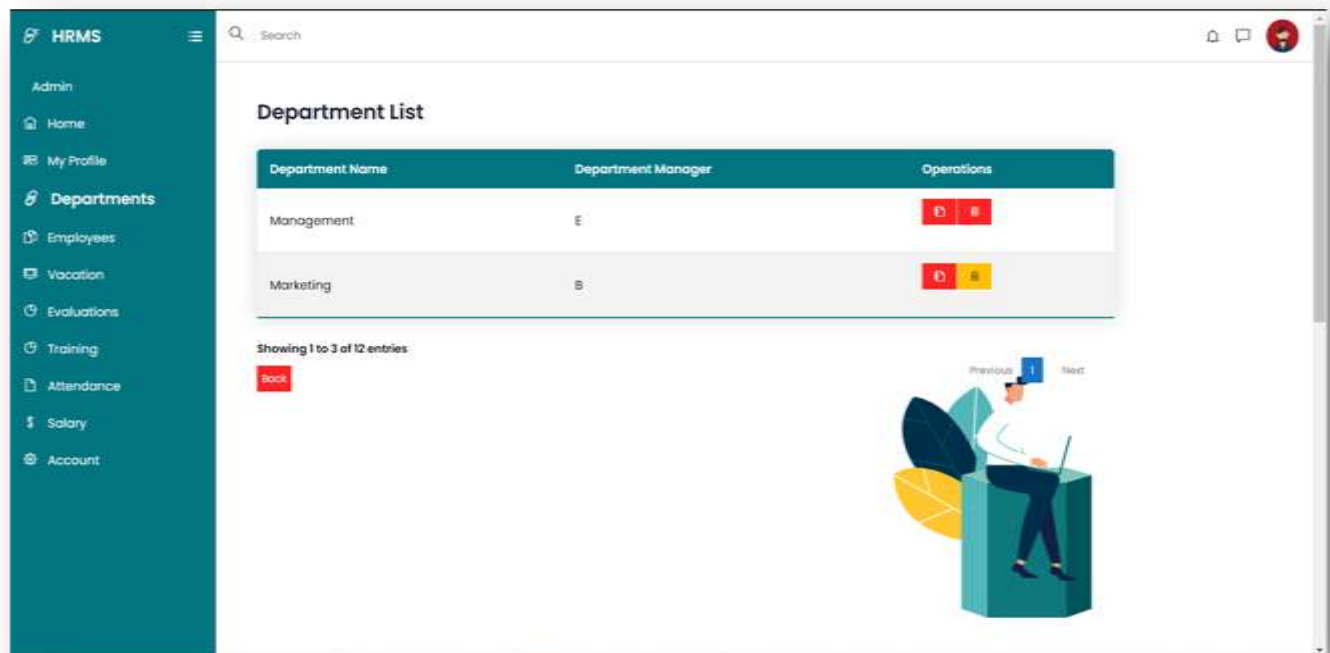 HRMS
Search
Admin
Home
My Profile
Departments
Employees
Vacation
Evaluations
Training
Attendance
$ Salary
Account
Department List
Department Name Department Manager Operations
Management E
Marketing B
Showing 1 to 3 of 12 entries
Previous 1 Next
Back